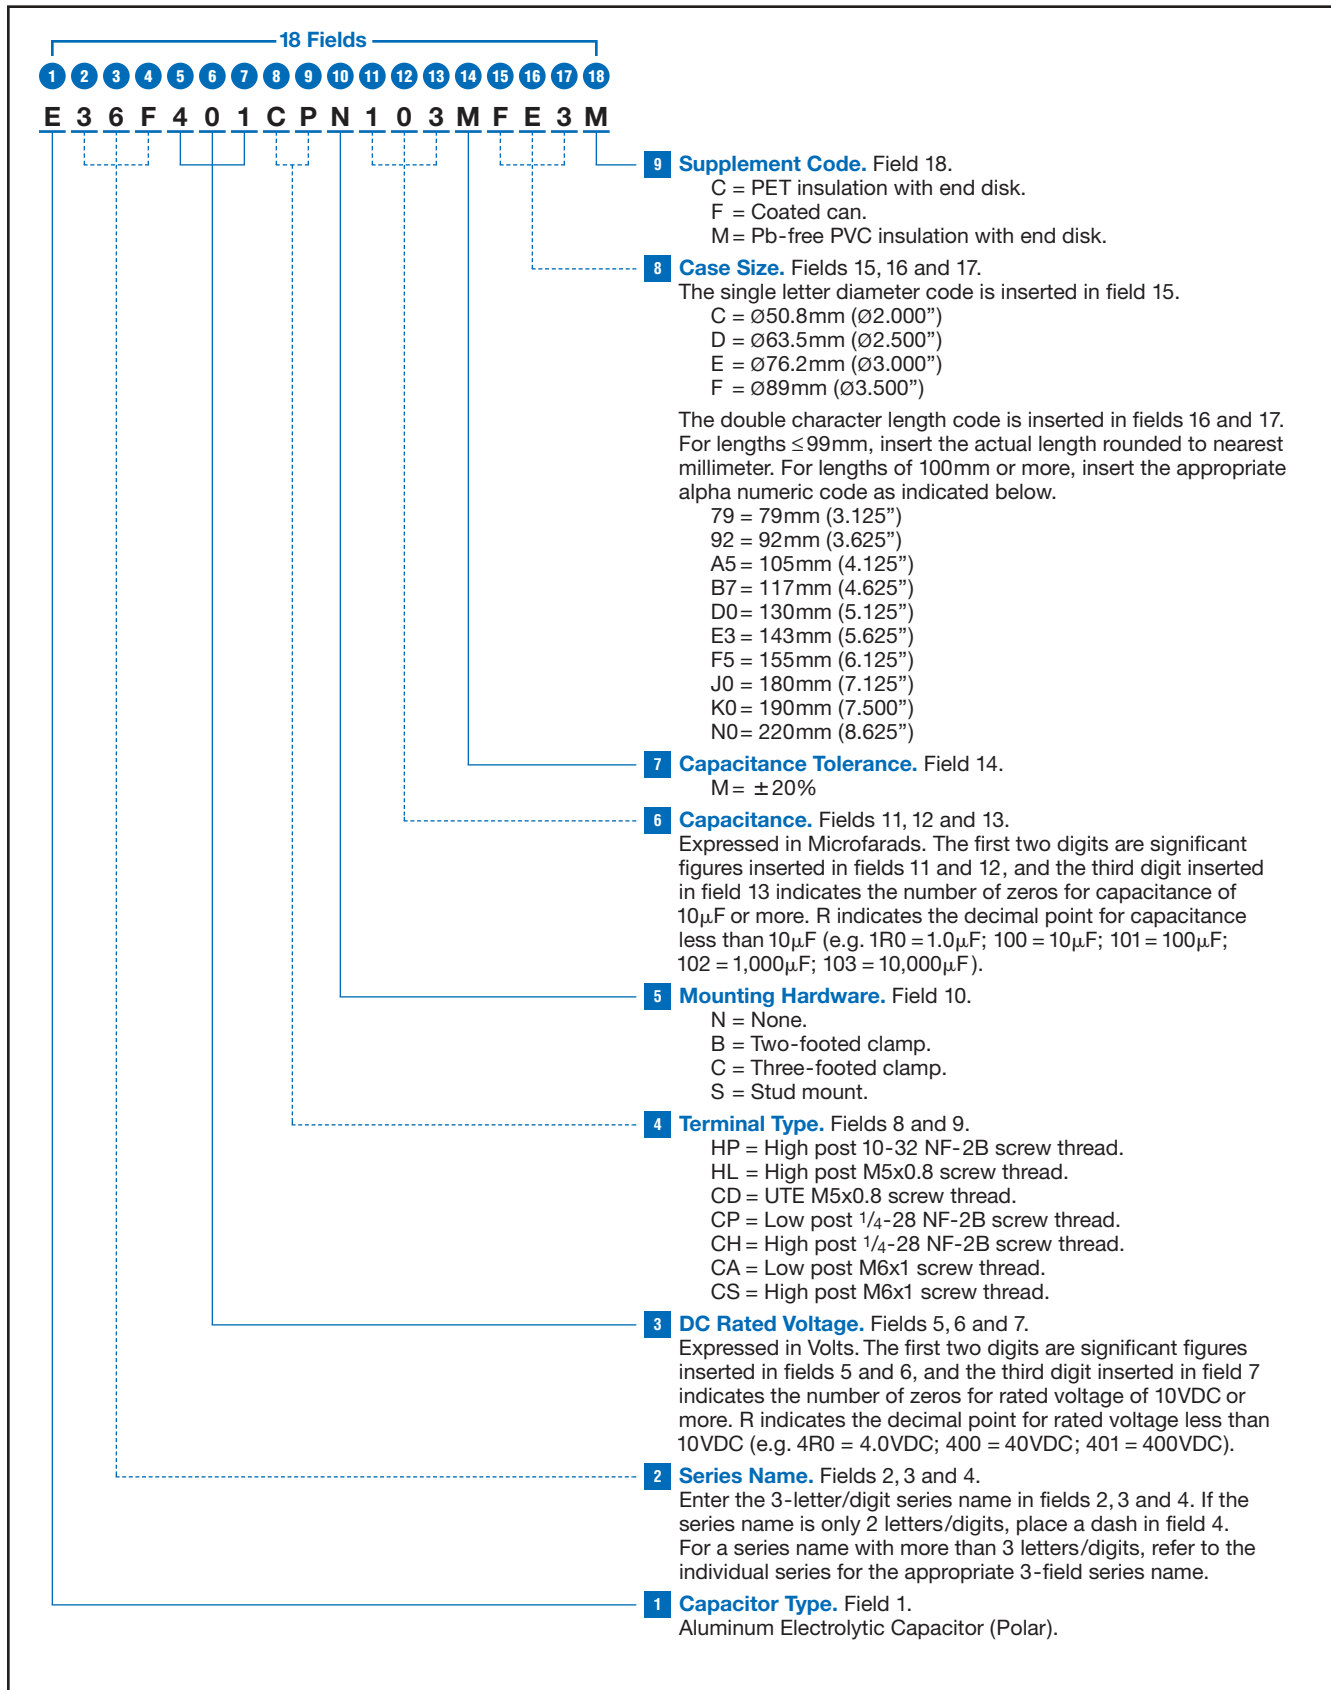 18 Fields
1 2 3 4 5 6 7 8 9 10 11 12 13 14 15 16 17 18
E 3 6 F 4 0 1 C P N 1 0 3 M F E 3 M
9 Supplement Code. Field 18.
C = PET insulation with end disk.
F = Coated can.
M = Pb-free PVC insulation with end disk.
8 Case Size. Fields 15, 16 and 17.
The single letter diameter code is inserted in field 15.
C = Ø50.8mm (Ø2.000”)
D = Ø63.5mm (Ø2.500”)
E = Ø76.2mm (Ø3.000”)
F = Ø89mm (Ø3.500”)
The double character length code is inserted in fields 16 and 17.
For lengths ≤99mm, insert the actual length rounded to nearest
millimeter. For lengths of 100mm or more, insert the appropriate
alpha numeric code as indicated below.
79 = 79mm (3.125”)
92 = 92mm (3.625”)
A5 = 105mm (4.125”)
B7 = 117mm (4.625”)
D0 = 130mm (5.125”)
E3 = 143mm (5.625”)
F5 = 155mm (6.125”)
J0 = 180mm (7.125”)
K0 = 190mm (7.500”)
N0 = 220mm (8.625”)
7 Capacitance Tolerance. Field 14.
M = ±20%
6 Capacitance. Fields 11, 12 and 13.
Expressed in Microfarads. The first two digits are significant
figures inserted in fields 11 and 12, and the third digit inserted
in field 13 indicates the number of zeros for capacitance of
10µF or more. R indicates the decimal point for capacitance
less than 10µF (e.g. 1R0 = 1.0µF; 100 = 10µF; 101 = 100µF;
102 = 1,000µF; 103 = 10,000µF).
5 Mounting Hardware. Field 10.
N = None.
B = Two-footed clamp.
C = Three-footed clamp.
S = Stud mount.
4 Terminal Type. Fields 8 and 9.
HP = High post 10-32 NF-2B screw thread.
HL = High post M5x0.8 screw thread.
CD = UTE M5x0.8 screw thread.
CP = Low post 1/4-28 NF-2B screw thread.
CH = High post 1/4-28 NF-2B screw thread.
CA = Low post M6x1 screw thread.
CS = High post M6x1 screw thread.
3 DC Rated Voltage. Fields 5, 6 and 7.
Expressed in Volts. The first two digits are significant figures
inserted in fields 5 and 6, and the third digit inserted in field 7
indicates the number of zeros for rated voltage of 10VDC or
more. R indicates the decimal point for rated voltage less than
10VDC (e.g. 4R0 = 4.0VDC; 400 = 40VDC; 401 = 400VDC).
2 Series Name. Fields 2, 3 and 4.
Enter the 3-letter/digit series name in fields 2, 3 and 4. If the
series name is only 2 letters/digits, place a dash in field 4.
For a series name with more than 3 letters/digits, refer to the
individual series for the appropriate 3-field series name.
1 Capacitor Type. Field 1.
Aluminum Electrolytic Capacitor (Polar).